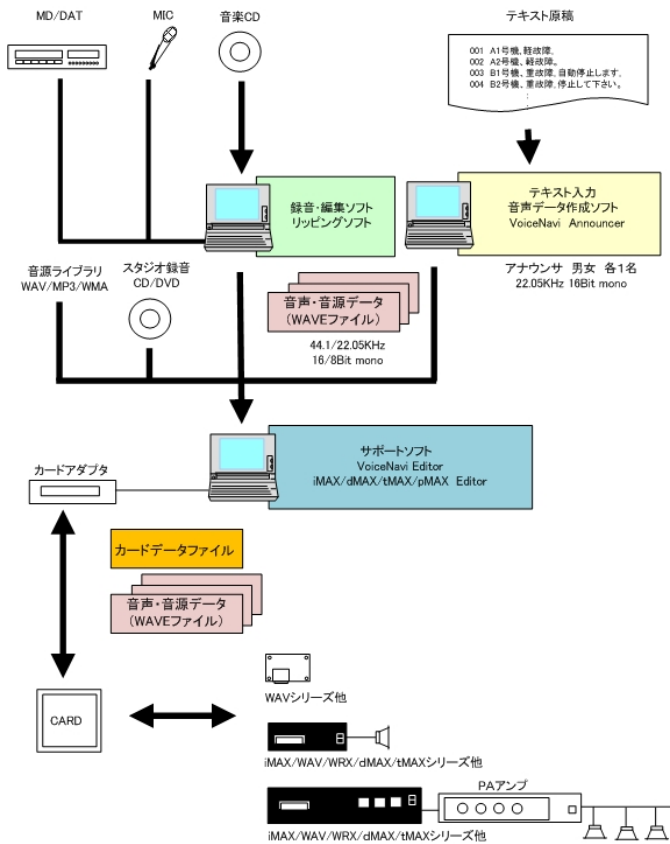 MD/DAT
MIC
音楽CD
テキスト原稿
001 A1号機、軽故障.
002 A2号機、軽故障。
003 B1号機、重故障.自動停止します.
004 B2号機、重故障.停止して下さい。
:
録音・編集ソフト
リッピングソフト
テキスト入力
音声データ作成ソフト
VoiceNavi Announcer
アナウンサ 男女 各1名
22.05KHz 16Bit mono
音源ライブラリ
WAV/MP3/WMA
スタジオ録音
CD/DVD
音声・音源データ
(WAVEファイル)
44.1/22.05KHz
16/8Bit mono
サポートソフト
VoiceNavi Editor
iMAX/dMAX/tMAX/pMAX Editor
カードアダプタ
カードデータファイル
音声・音源データ
(WAVEファイル)
CARD
WAVシリーズ他
iMAX/WAV/WRX/dMAX/tMAXシリーズ他
PAアンプ
iMAX/WAV/WRX/dMAX/tMAXシリーズ他